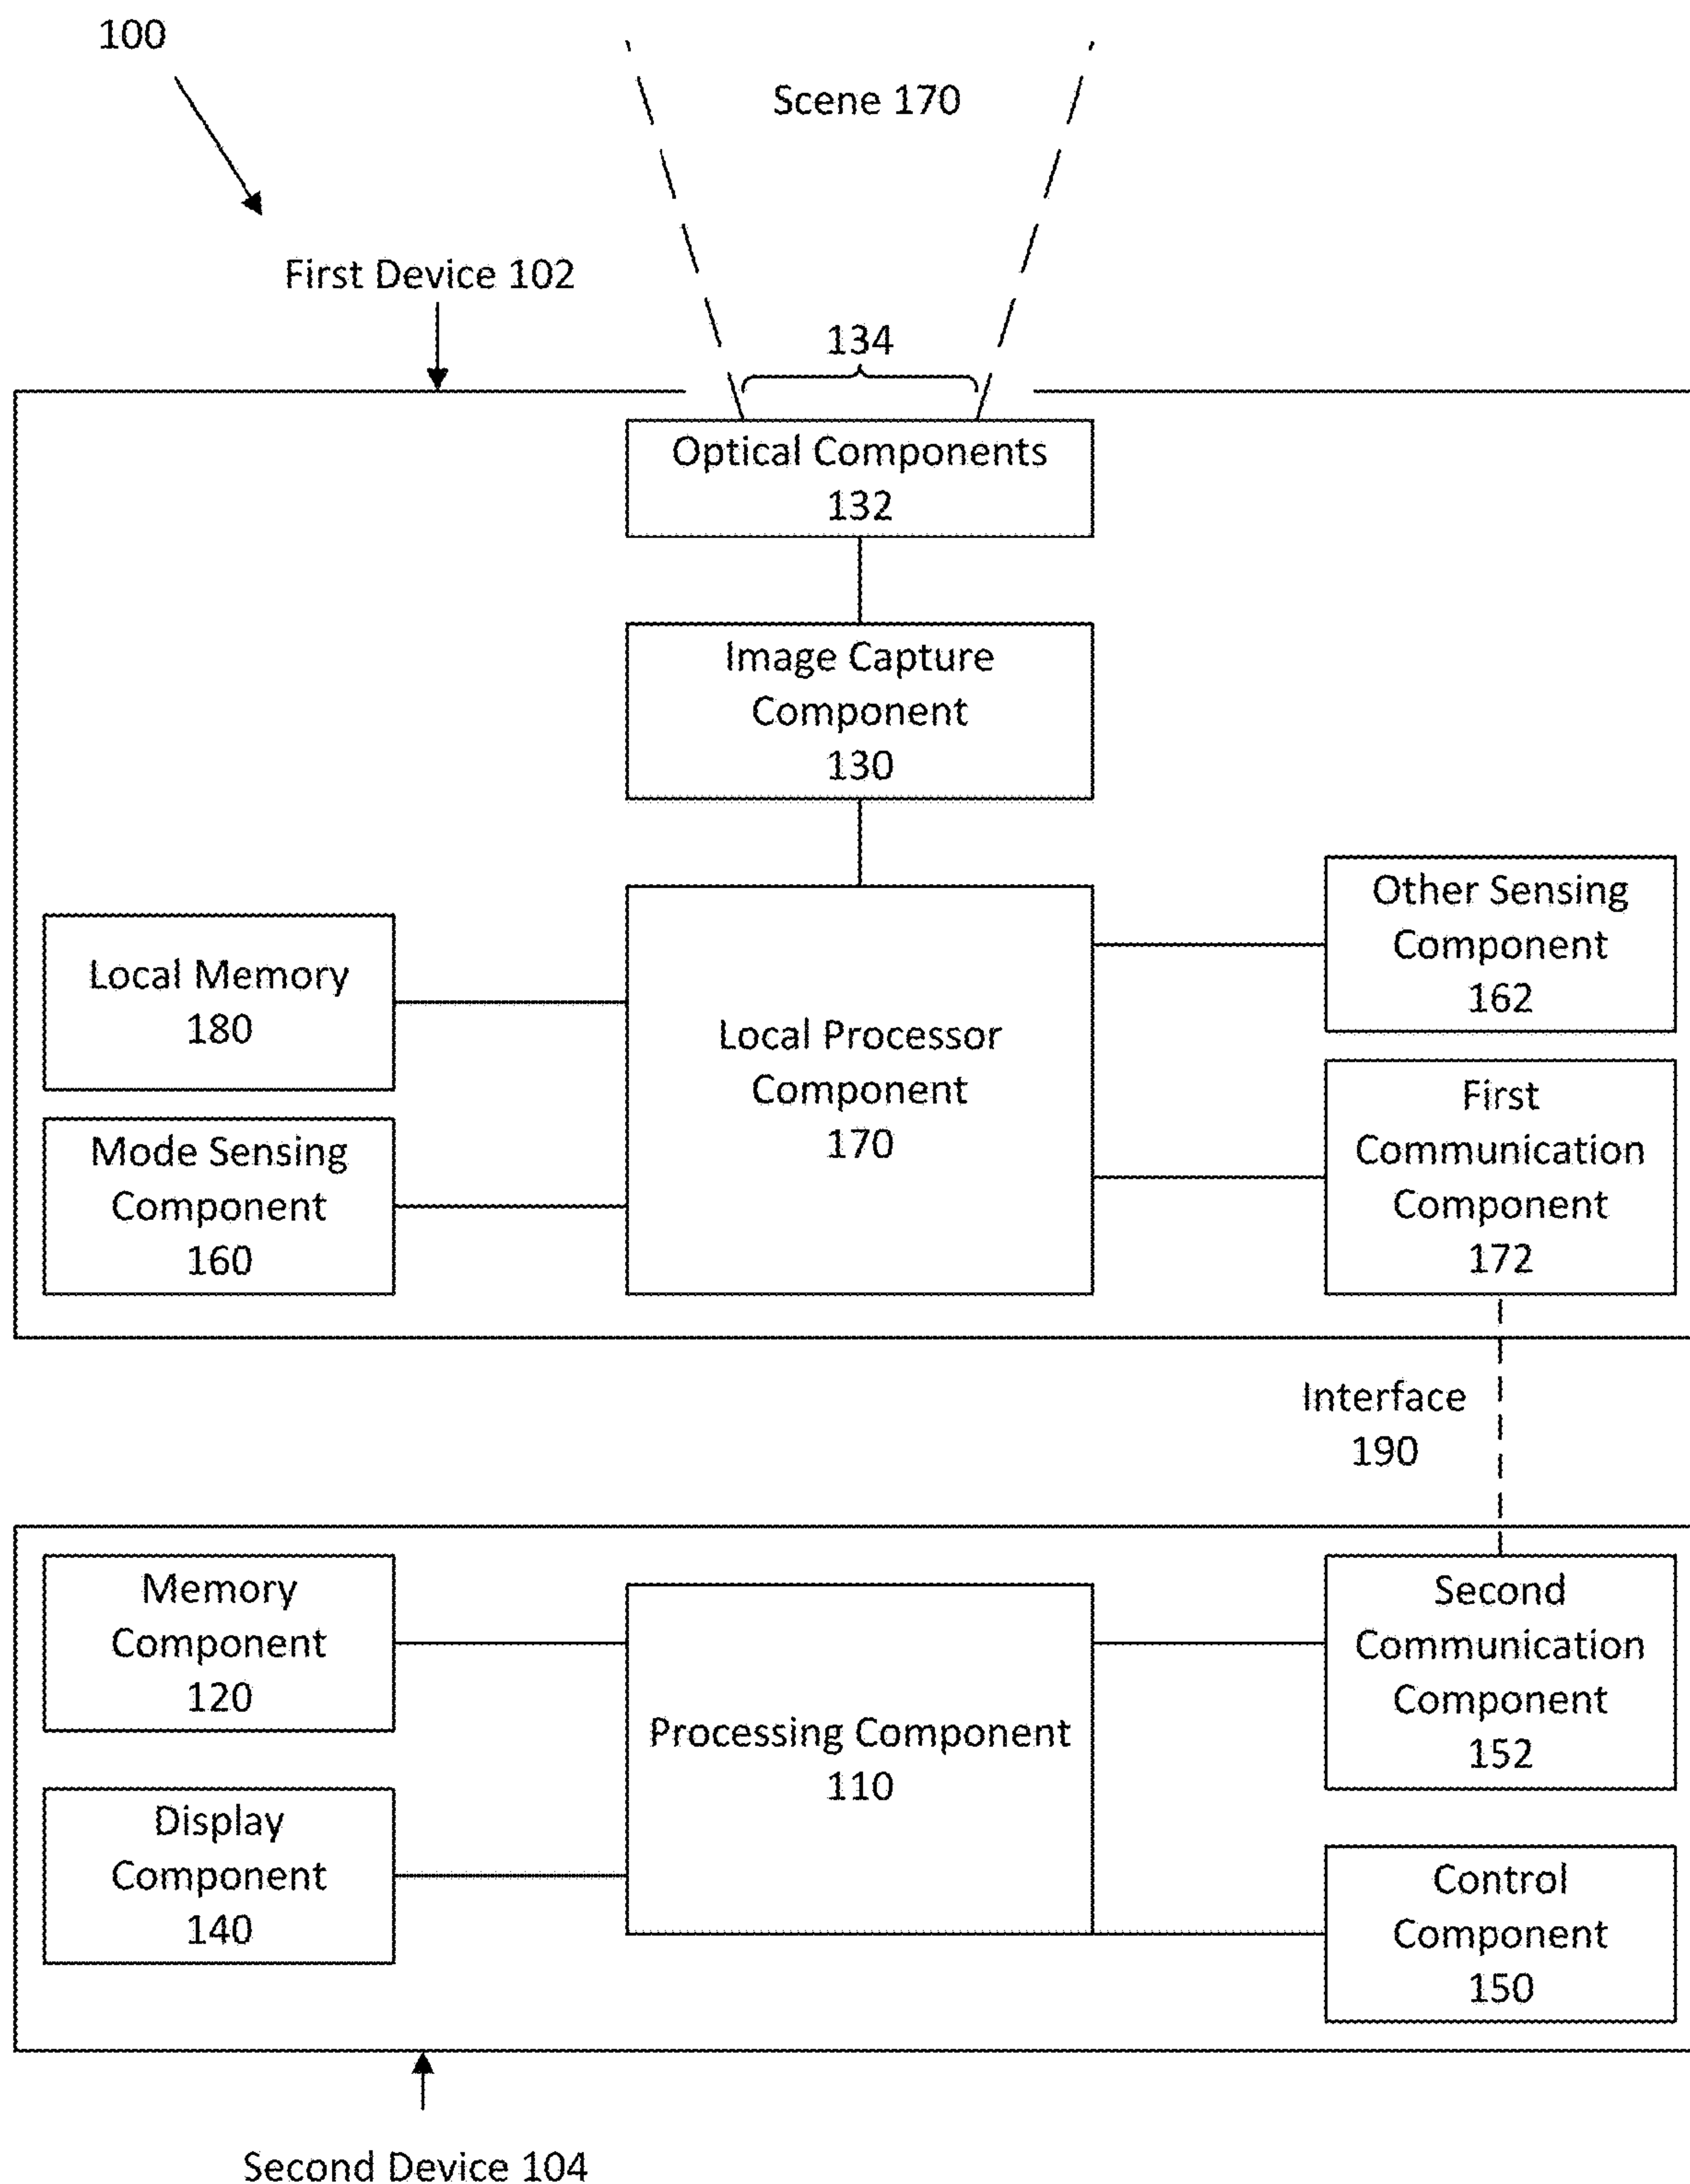 100
Scene 170
First Device 102
134
Optical Components
132
Image Capture
Component
130
Other Sensing
Component
162
Local Memory
180
Local Processor
Component
170
First
Communication
Component
172
Mode Sensing
Component
160
Interface
190
Memory
Component
120
Second
Communication
Component
152
Processing Component
110
Display
Component
140
Control
Component
150
Second Device 104